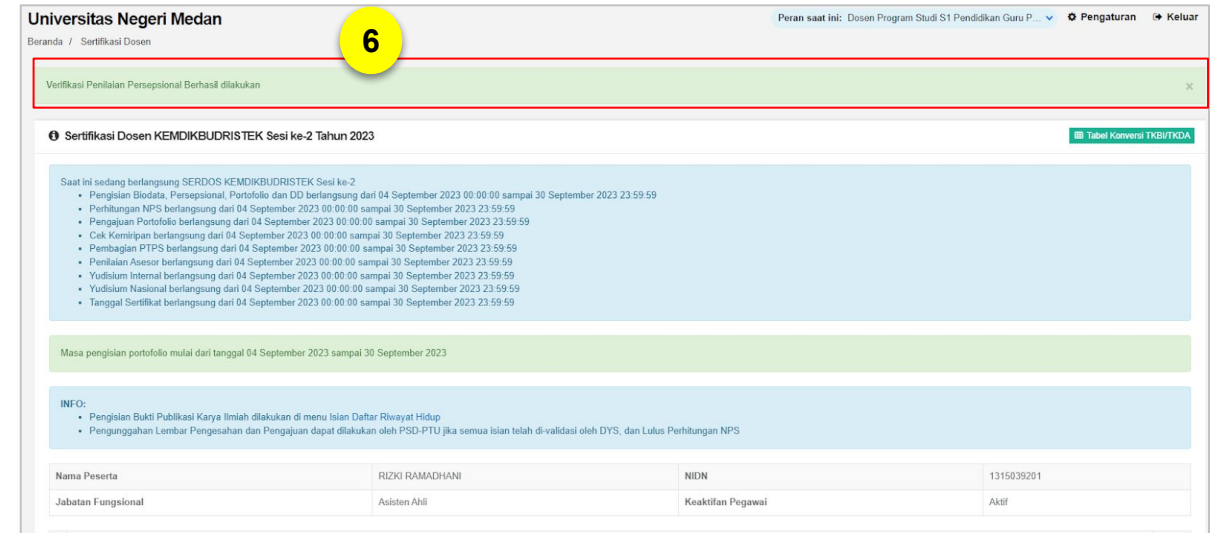 Universitas Negeri Medan
Peran saat ini: Dosen Program Studi S1 Pendidikan Guru P... Pengaturan Keluar
Beranda / Sertifikasi Dosen
6
Verifikasi Penilaian Persepsional Berhasil dilakukan ×
Sertifikasi Dosen KEMDIKBUDRISTEK Sesi ke-2 Tahun 2023
Tabel Konversi TKBI/TKDA
Saat ini sedang berlangsung SERDOS KEMDIKBUDRISTEK Sesi ke-2
• Pengisian Biodata, Persepsional, Portofolio dan DD berlangsung dari 04 September 2023 00:00:00 sampai 30 September 2023 23:59:59
• Perhitungan NPS berlangsung dari 04 September 2023 00:00:00 sampai 30 September 2023 23:59:59
• Pengajuan Portofolio berlangsung dari 04 September 2023 00:00:00 sampai 30 September 2023 23:59:59
• Cek Kemiripan berlangsung dari 04 September 2023 00:00:00 sampai 30 September 2023 23:59:59
• Pembagian PTPS berlangsung dari 04 September 2023 00:00:00 sampai 30 September 2023 23:59:59
• Penilaian Asesor berlangsung dari 04 September 2023 00:00:00 sampai 30 September 2023 23:59:59
• Yudisium Internal berlangsung dari 04 September 2023 00:00:00 sampai 30 September 2023 23:59:59
• Yudisium Nasional berlangsung dari 04 September 2023 00:00:00 sampai 30 September 2023 23:59:59
• Tanggal Sertifikat berlangsung dari 04 September 2023 00:00:00 sampai 30 September 2023 23:59:59
Masa pengisian portofolio mulai dari tanggal 04 September 2023 sampai 30 September 2023
INFO:
• Pengisian Bukti Publikasi Karya Ilmiah dilakukan di menu Isian Daftar Riwayat Hidup
• Pengunggahan Lembar Pengesahan dan Pengajuan dapat dilakukan oleh PSD-PTU jika semua isian telah di-validasi oleh DYS, dan Lulus Perhitungan NPS
Nama Peserta RIZKI RAMADHANI NIDN 1315039201
Jabatan Fungsional Asisten Ahli Keaktifan Pegawai Aktif